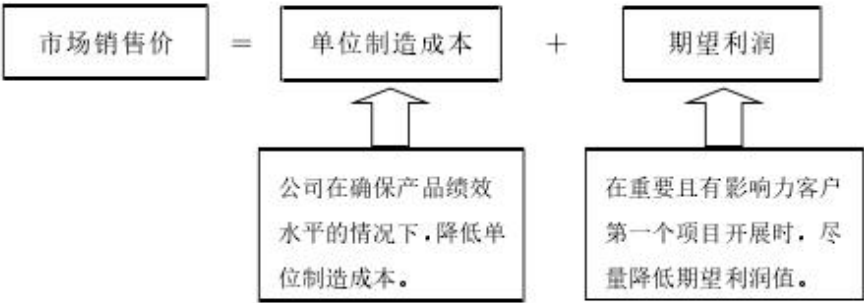 市场销售价 = 单位制造成本 + 期望利润
公司在确保产品绩效
水平的情况下,降低单
位制造成本。
在重要且有影响力客户
第一个项目开展时,尽
量降低期望利润值。